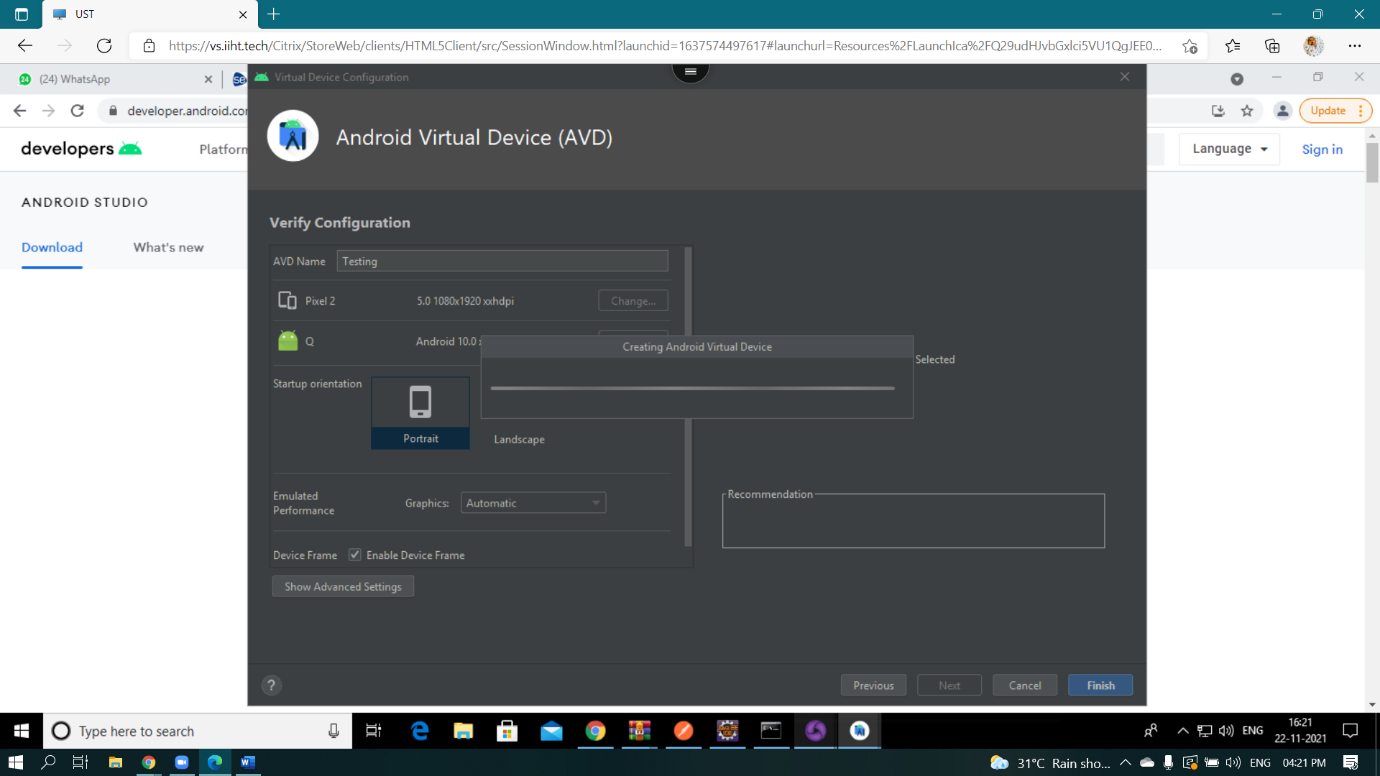 UST
https://vs.iiht.tech/Citrix/StoreWeb/clients/HTML5Client/src/SessionWindow.html?launchid=1637574497617#launchurl=Resources%2FLaunchIca%2FQ29udHJvbGxlci5VU1QgJEE0...
(24) WhatsApp
Virtual Device Configuration
developer.android.co
Update
developers
Platforn
Android Virtual Device (AVD)
Language
Sign in
ANDROID STUDIO
Download
What's new
Verify Configuration
AVD Name
Testing
Pixel 2
5.0 1080x1920 xxhdpi
Change...
Q
Android 10.0 x
Creating Android Virtual Device
Selected
Startup orientation
Portrait
Landscape
Emulated
Performance
Graphics:
Automatic
Recommendation
Device Frame
Enable Device Frame
Show Advanced Settings
?
Previous
Next
Cancel
Finish
Type here to search
ENG
16:21
22-11-2021
31°C Rain sho...
ENG
04:21 PM